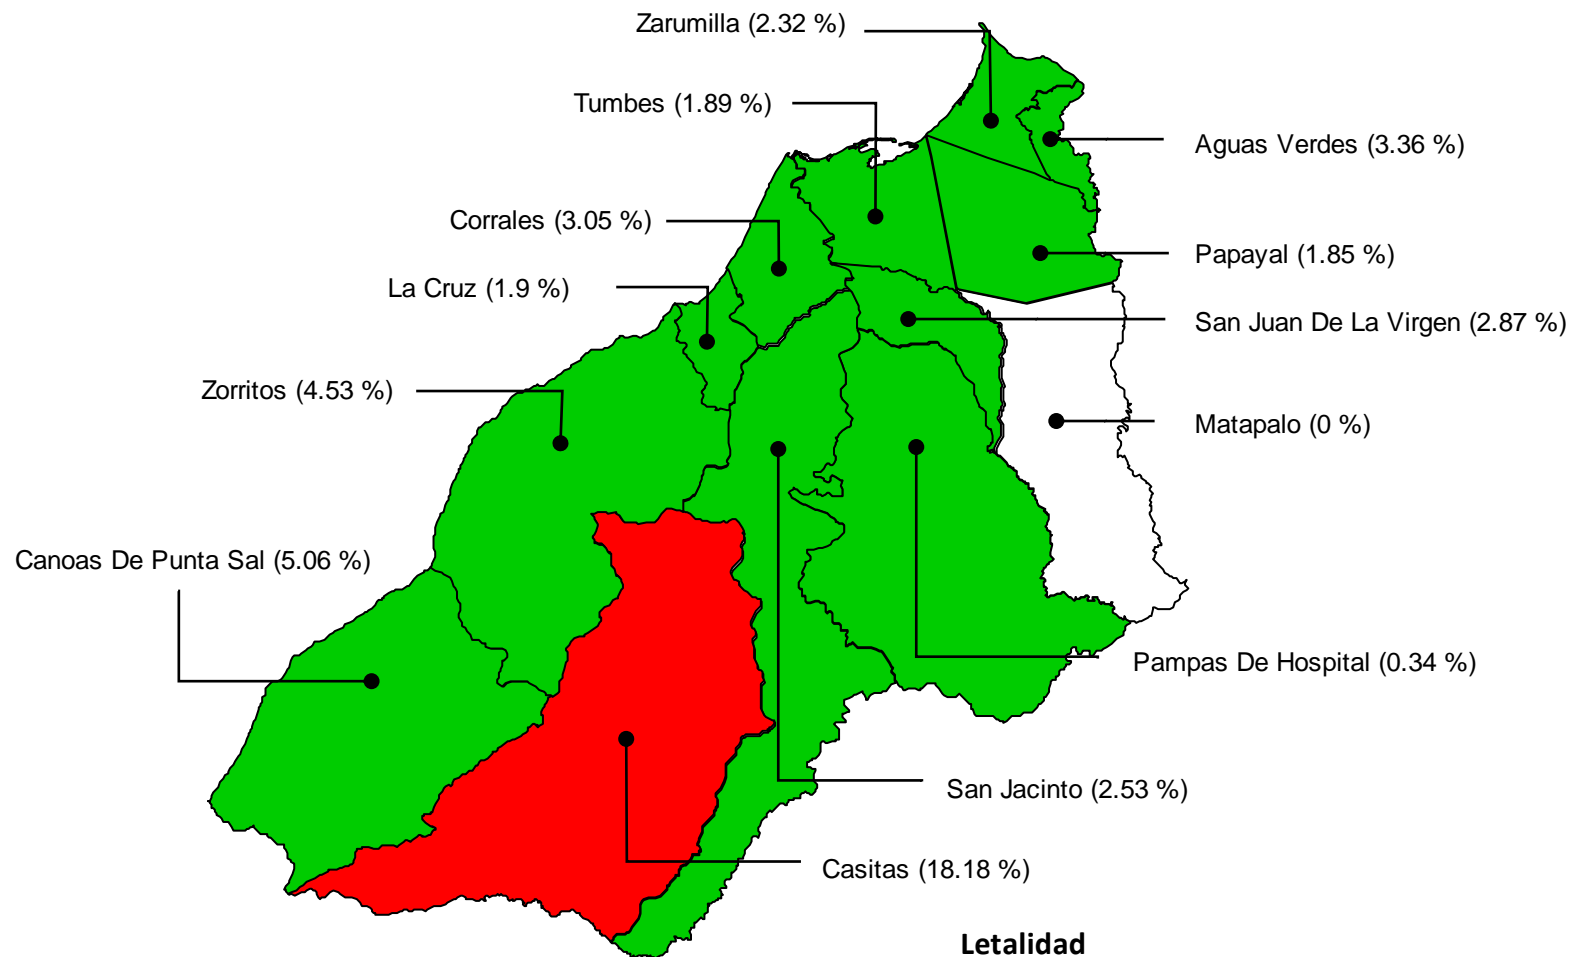 Zarumilla (2.32 %)
Tumbes (1.89 %)
Aguas Verdes (3.36 %)
Corrales (3.05 %)
Papayal (1.85 %)
La Cruz (1.9 %)
San Juan De La Virgen (2.87 %)
Zorritos (4.53 %)
Matapalo (0 %)
Canoas De Punta Sal (5.06 %)
Pampas De Hospital (0.34 %)
San Jacinto (2.53 %)
Casitas (18.18 %)
Letalidad